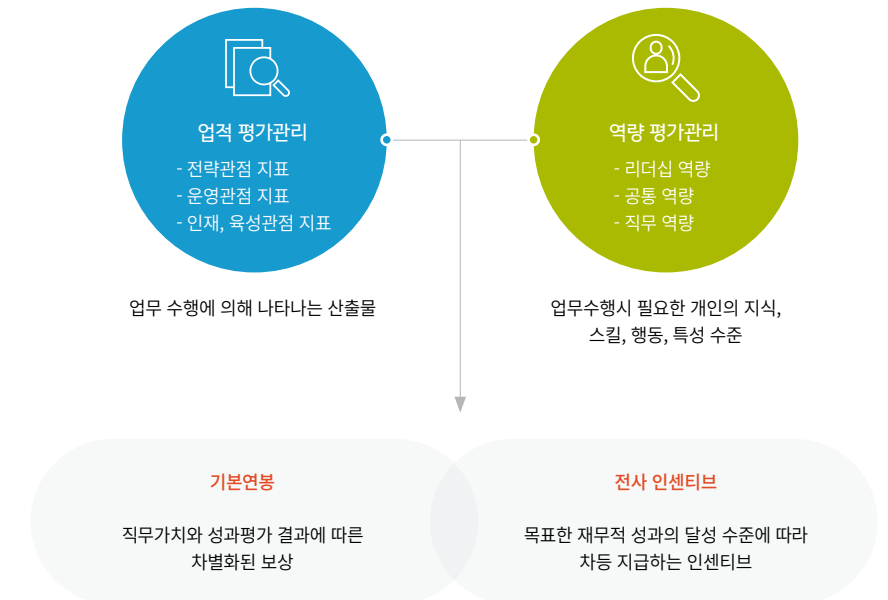 업적 평가관리
- 전략관점 지표
- 운영관점 지표
- 인재, 육성관점 지표
업무 수행에 의해 나타나는 산출물
역량 평가관리
- 리더십 역량
- 공통 역량
- 직무 역량
업무수행시 필요한 개인의 지식,
스킬, 행동, 특성 수준
기본연봉
직무가치와 성과평가 결과에 따른
차별화된 보상
전사 인센티브
목표한 재무적 성과의 달성 수준에 따라
차등 지급하는 인센티브